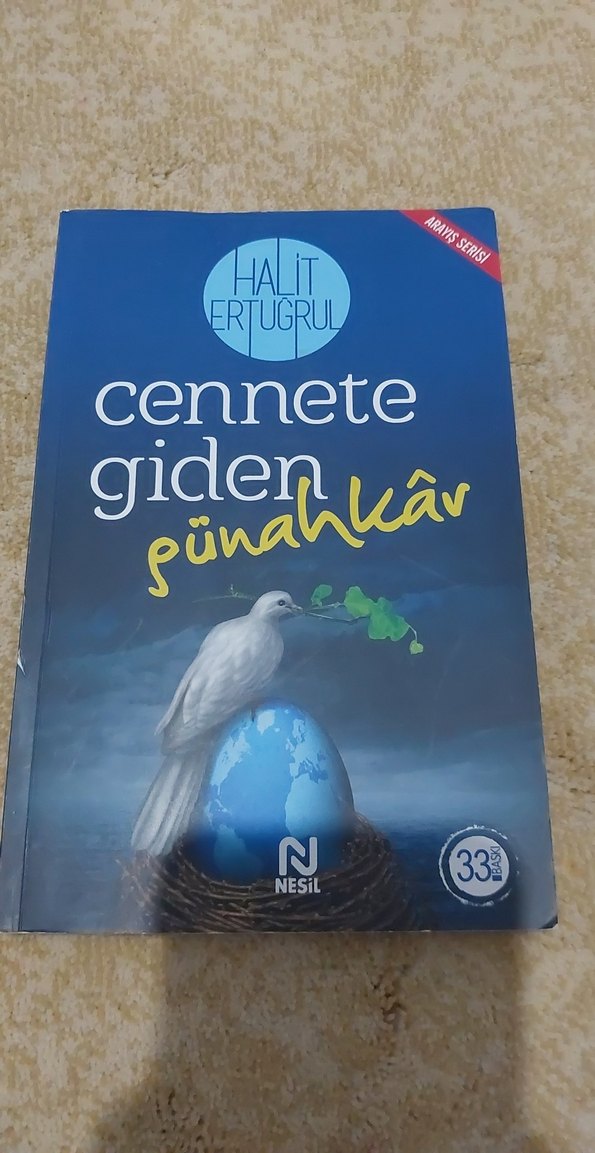 ARAYIŞ SERİSİ
HALİT
ERTUĞRUL
cennete
giden
günahkâr
NESİL
33.
BASKI